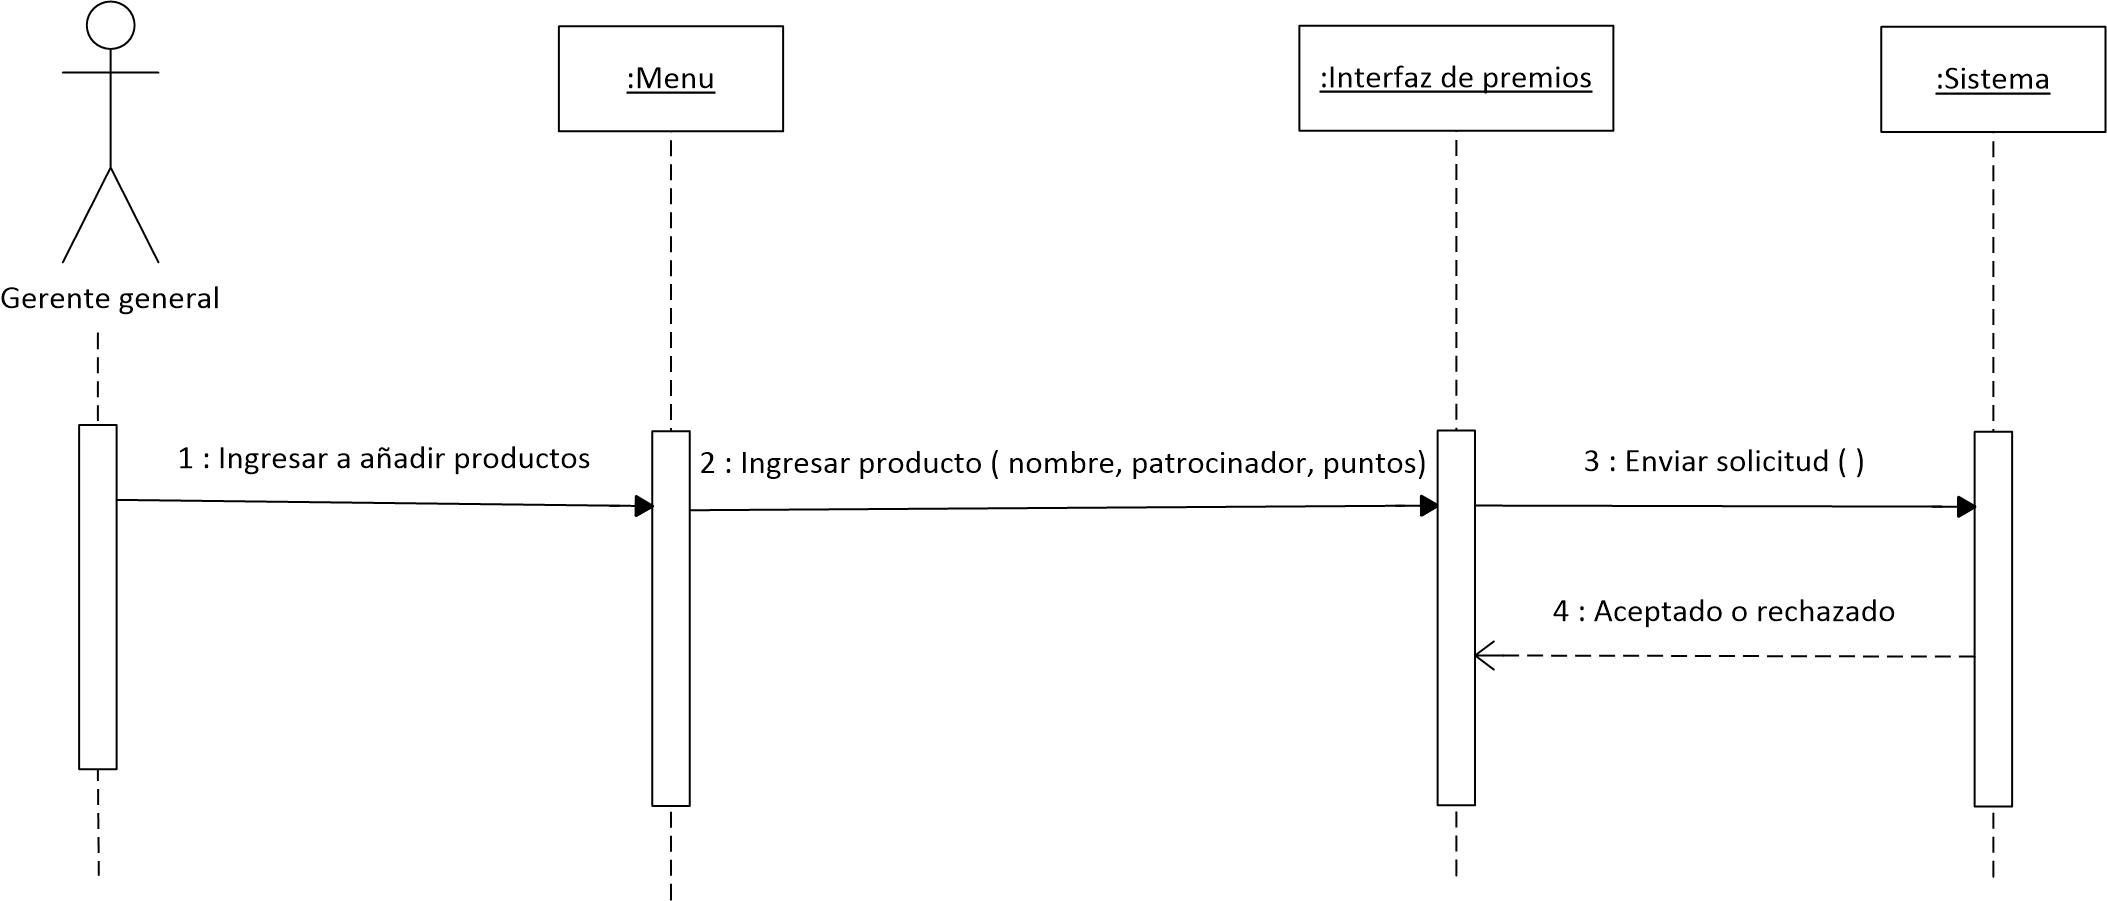 :Menu
:Interfaz de premios
:Sistema
Gerente general
1 : Ingresar a añadir productos
2 : Ingresar producto ( nombre, patrocinador, puntos)
3 : Enviar solicitud ( )
4 : Aceptado o rechazado